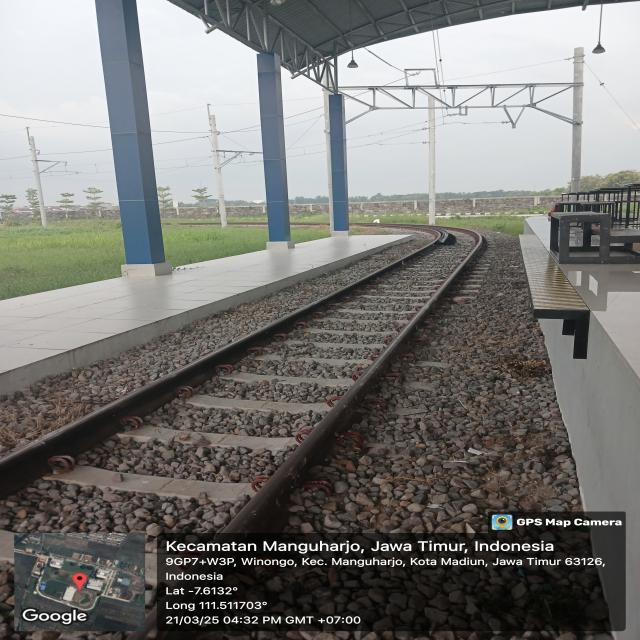 GPS Map Camera
Kecamatan Manguharjo, Jawa Timur, Indonesia
9GP7+W3P, Winongo, Kec. Manguharjo, Kota Madiun, Jawa Timur 63126,
Indonesia
Lat -7.6132°
Long 111.511703°
21/03/25 04:32 PM GMT +07:00
Google